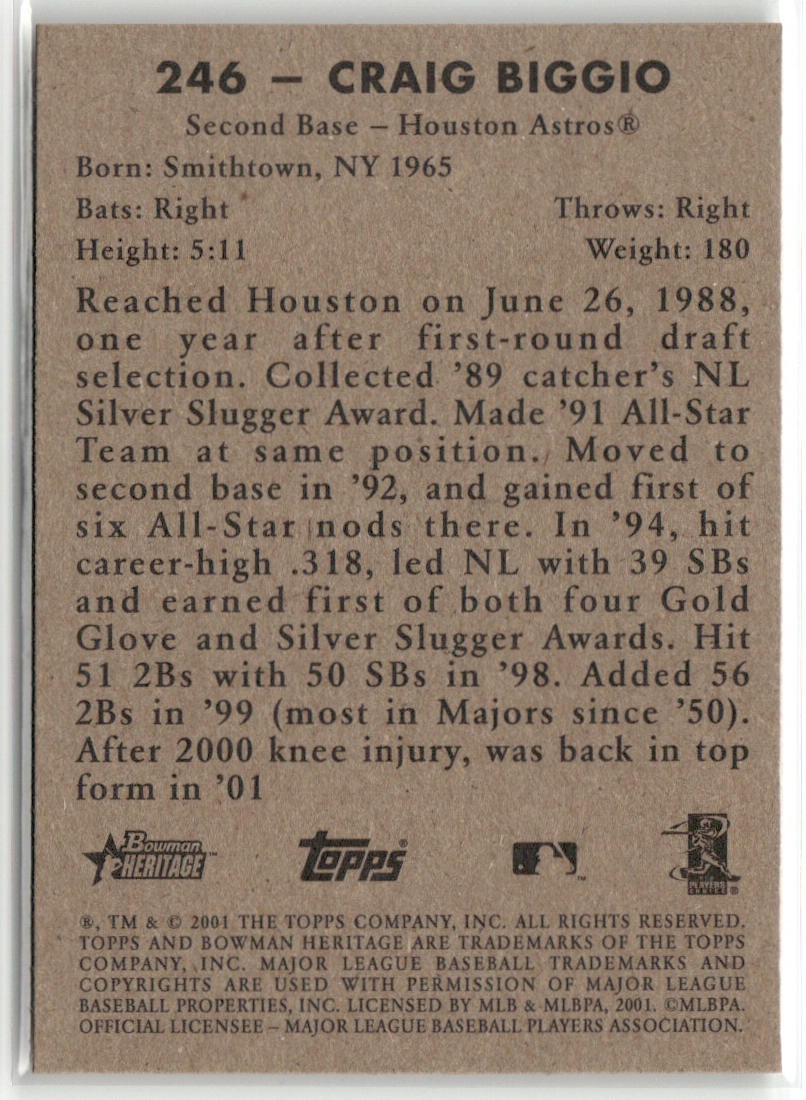 246 – CRAIG BIGGIO
Second Base – Houston Astros®
Born: Smithtown, NY 1965
Bats: Right Throws: Right
Height: 5:11 Weight: 180
Reached Houston on June 26, 1988,
one year after first-round draft
selection. Collected ’89 catcher’s NL
Silver Slugger Award. Made ’91 All-Star
Team at same position. Moved to
second base in ’92, and gained first of
six All-Star nods there. In ’94, hit
career-high .318, led NL with 39 SBs
and earned first of both four Gold
Glove and Silver Slugger Awards. Hit
51 2Bs with 50 SBs in ’98. Added 56
2Bs in ’99 (most in Majors since ’50).
After 2000 knee injury, was back in top
form in ’01
Bowman HERITAGE™ Topps® ™ PLAYERS CHOICE®
®, TM & © 2001 THE TOPPS COMPANY, INC. ALL RIGHTS RESERVED.
TOPPS AND BOWMAN HERITAGE ARE TRADEMARKS OF THE TOPPS
COMPANY, INC. MAJOR LEAGUE BASEBALL TRADEMARKS AND
COPYRIGHTS ARE USED WITH PERMISSION OF MAJOR LEAGUE
BASEBALL PROPERTIES, INC. LICENSED BY MLB & MLBPA, 2001. ©MLBPA.
OFFICIAL LICENSEE – MAJOR LEAGUE BASEBALL PLAYERS ASSOCIATION.